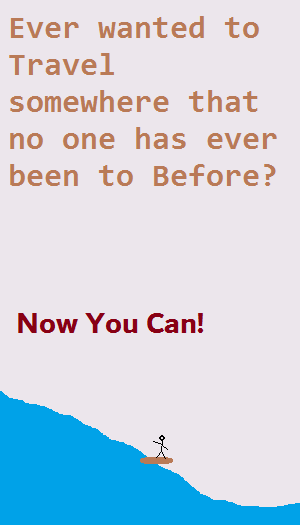 Ever wanted to
Travel
somewhere that
no one has ever
been to Before?
Now You Can!